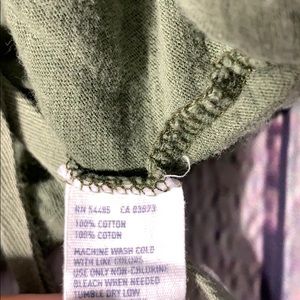 RN 54485 CA 03973
100% COTTON
100% COTON
MACHINE WASH COLD
WITH LIKE COLORS
USE ONLY NON-CHLORINE
BLEACH WHEN NEEDED
TUMBLE DRY LOW